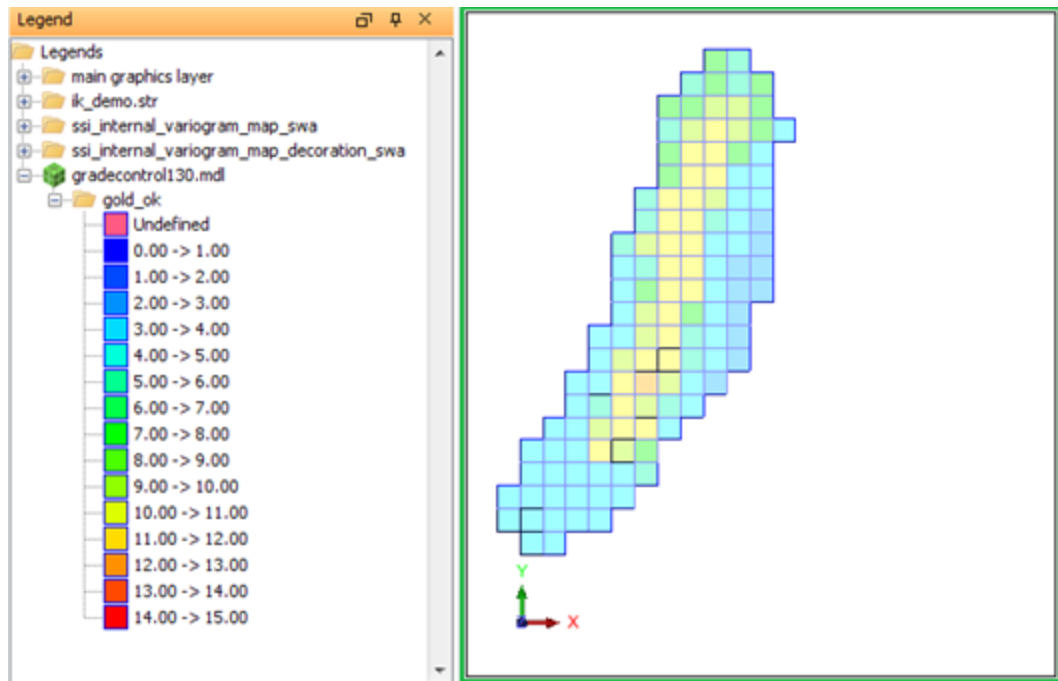 Legend
Legends
main graphics layer
ik_demo.str
ssi_internal_variogram_map_swa
ssi_internal_variogram_map_decoration_swa
gradecontrol130.mdl
gold_ok
Undefined
0.00 -> 1.00
1.00 -> 2.00
2.00 -> 3.00
3.00 -> 4.00
4.00 -> 5.00
5.00 -> 6.00
6.00 -> 7.00
7.00 -> 8.00
8.00 -> 9.00
9.00 -> 10.00
10.00 -> 11.00
11.00 -> 12.00
12.00 -> 13.00
13.00 -> 14.00
14.00 -> 15.00
Y
X